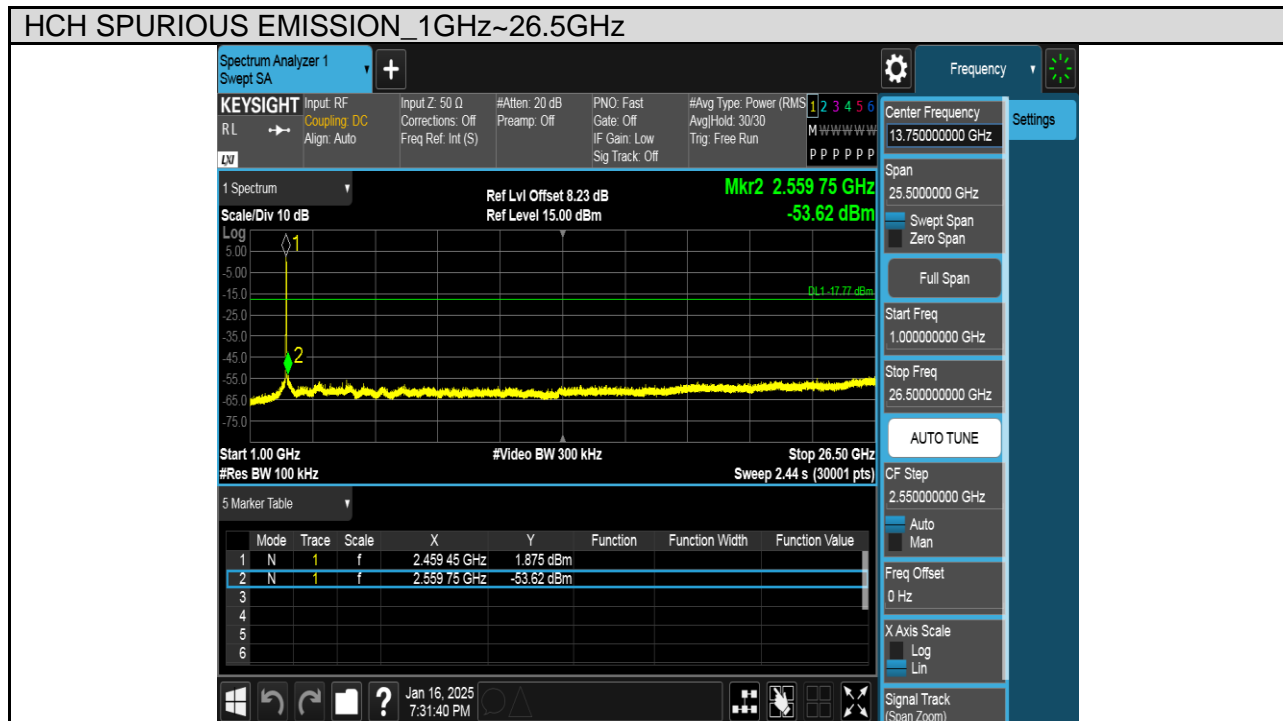 HCH SPURIOUS EMISSION_1GHz~26.5GHz
Spectrum Analyzer 1
Swept SA
+
Frequency
KEYSIGHT
RL
LXI
Input: RF
Coupling: DC
Align: Auto
Input Z: 50 Ω
Corrections: Off
Freq Ref: Int (S)
#Atten: 20 dB
Preamp: Off
PNO: Fast
Gate: Off
IF Gain: Low
Sig Track: Off
#Avg Type: Power (RMS
Avg|Hold: 30/30
Trig: Free Run
1 2 3 4 5 6
M W W W W W
P P P P P P
Center Frequency
13.750000000 GHz
Settings
Span
25.5000000 GHz
Swept Span
Zero Span
Full Span
Start Freq
1.000000000 GHz
Stop Freq
26.500000000 GHz
AUTO TUNE
CF Step
2.550000000 GHz
Auto
Man
Freq Offset
0 Hz
X Axis Scale
Log
Lin
Signal Track
(Span Zoom)
1 Spectrum
Scale/Div 10 dB
Ref Lvl Offset 8.23 dB
Ref Level 15.00 dBm
Mkr2 2.559 75 GHz
-53.62 dBm
Log
5.00
-5.00
-15.0
-25.0
-35.0
-45.0
-55.0
-65.0
-75.0
1
2
DL1 -17.77 dBm
Start 1.00 GHz
#Res BW 100 kHz
#Video BW 300 kHz
Stop 26.50 GHz
Sweep 2.44 s (30001 pts)
5 Marker Table
Mode Trace Scale X Y Function Function Width Function Value
1 N 1 f 2.459 45 GHz 1.875 dBm
2 N 1 f 2.559 75 GHz -53.62 dBm
3
4
5
6
?
Jan 16, 2025
7:31:40 PM